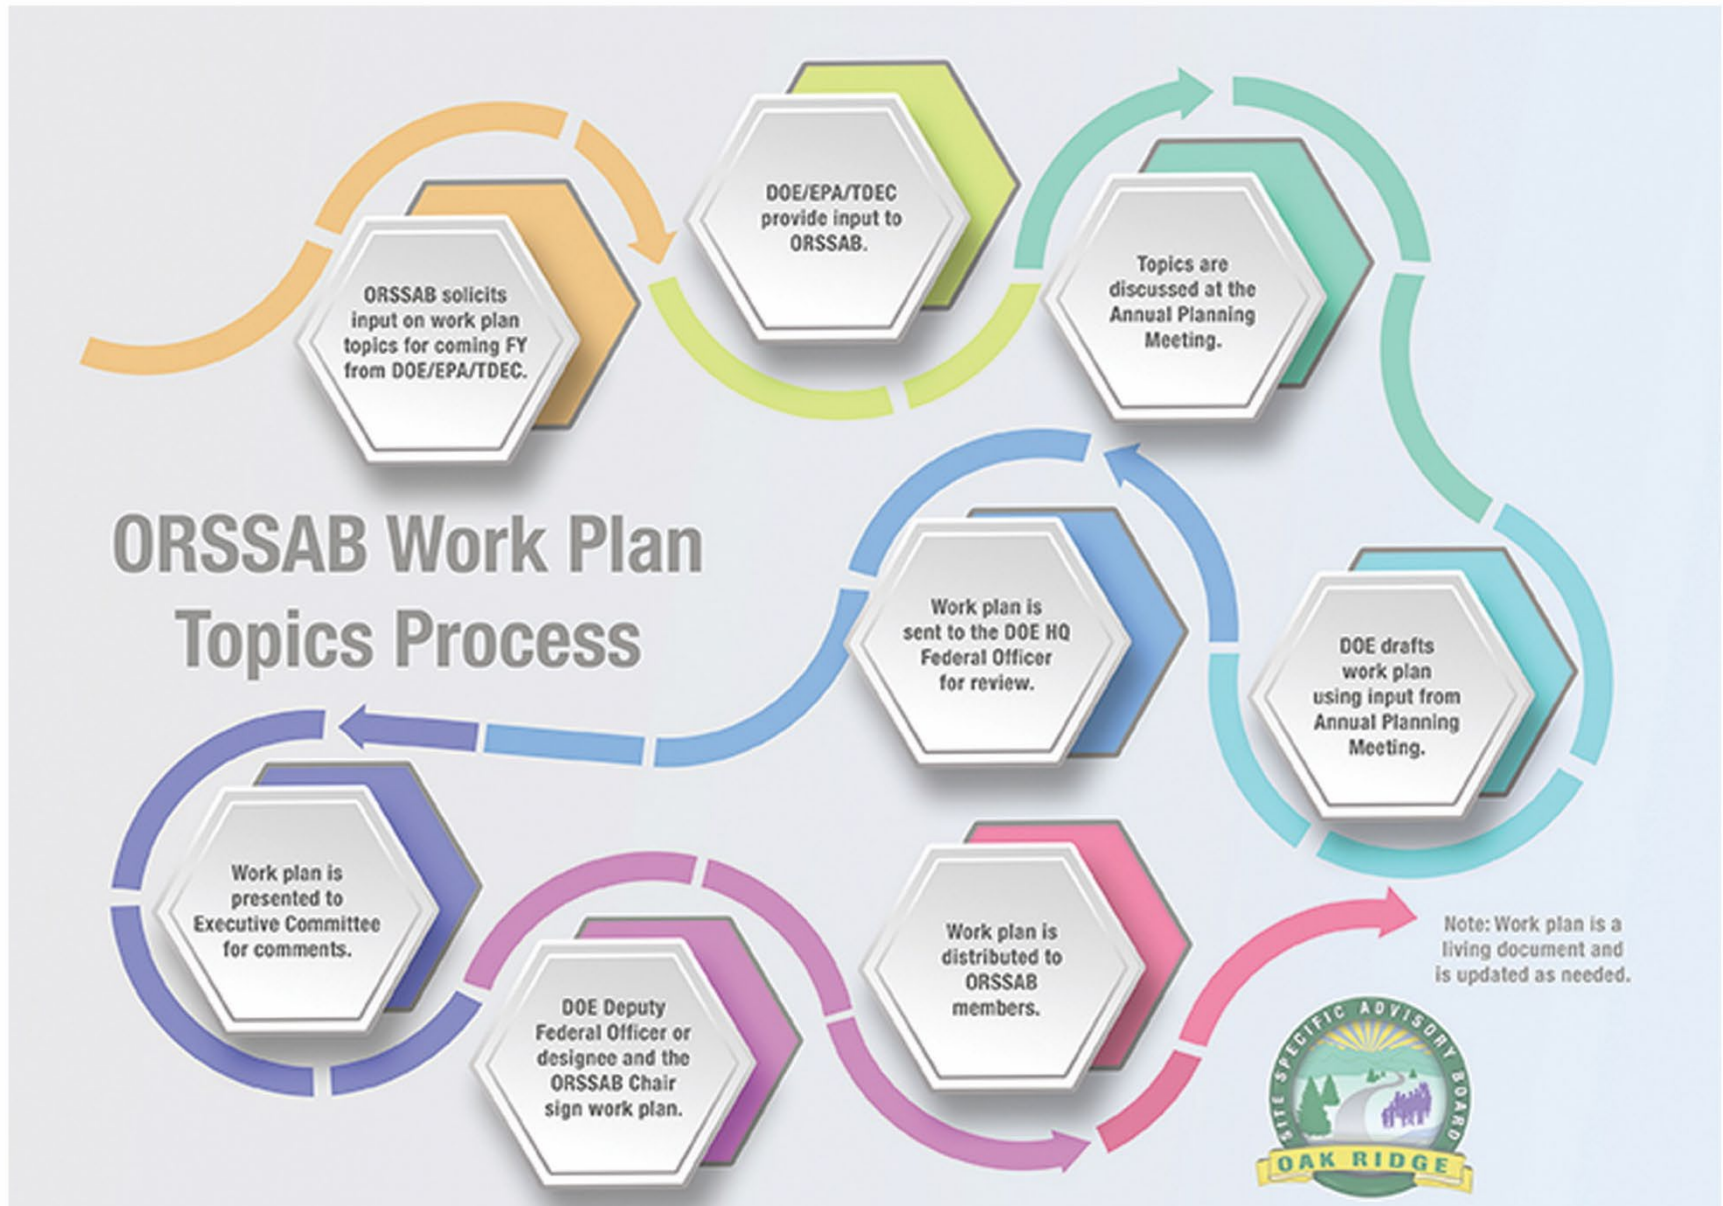 ORSSAB solicits
input on work plan
topics for coming FY
from DOE/EPA/TDEC.
DOE/EPA/TDEC
provide input to
ORSSAB.
Topics are
discussed at the
Annual Planning
Meeting.
ORSSAB Work Plan
Topics Process
DOE drafts
work plan
using input from
Annual Planning
Meeting.
Work plan is
sent to the DOE HQ
Federal Officer
for review.
Work plan is
presented to
Executive Committee
for comments.
DOE Deputy
Federal Officer or
designee and the
ORSSAB Chair
sign work plan.
Work plan is
distributed to
ORSSAB
members.
Note: Work plan is a
living document and
is updated as needed.
SITE SPECIFIC ADVISORY BOARD
OAK RIDGE